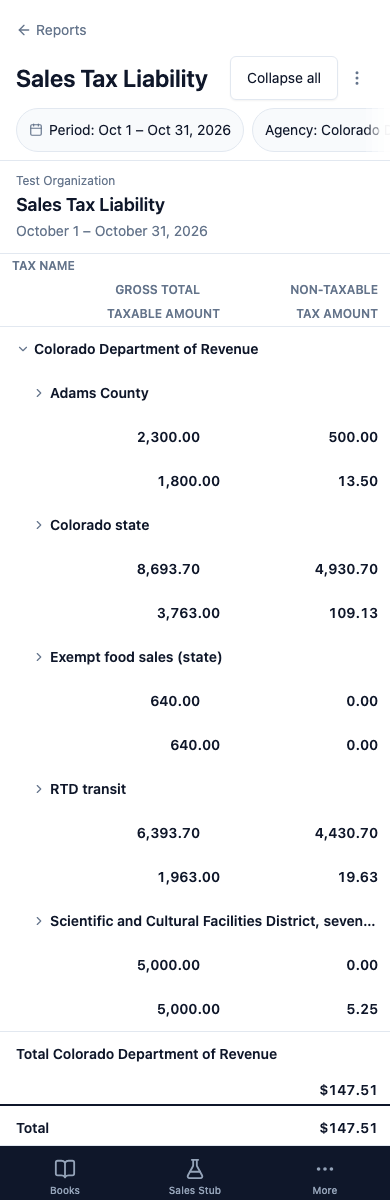 Reports
Sales Tax Liability
Collapse all
Period: Oct 1 – Oct 31, 2026
Agency: Colorado
Test Organization
Sales Tax Liability
October 1 – October 31, 2026
TAX NAME
GROSS TOTAL NON-TAXABLE
TAXABLE AMOUNT TAX AMOUNT
Colorado Department of Revenue
Adams County
2,300.00 500.00
1,800.00 13.50
Colorado state
8,693.70 4,930.70
3,763.00 109.13
Exempt food sales (state)
640.00 0.00
640.00 0.00
RTD transit
6,393.70 4,430.70
1,963.00 19.63
Scientific and Cultural Facilities District, seven...
5,000.00 0.00
5,000.00 5.25
Total Colorado Department of Revenue
$147.51
Total $147.51
Books Sales Stub More